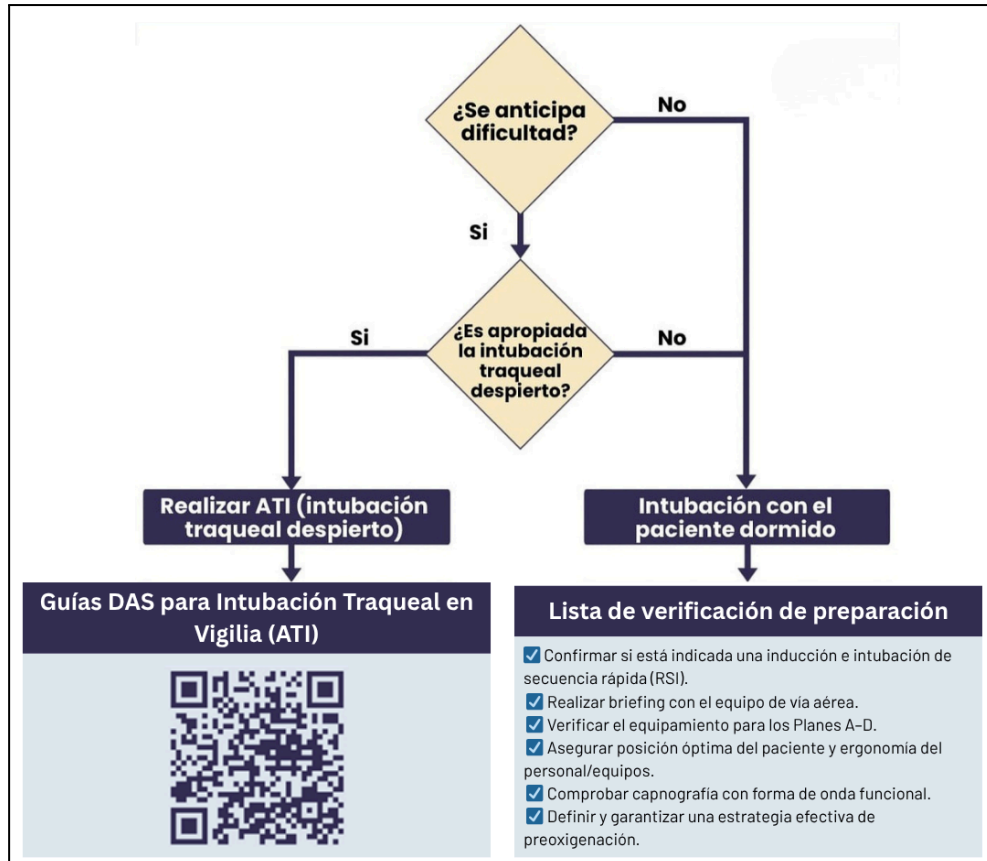 ¿Se anticipa
dificultad?
No
Si
¿Es apropiada
la intubación
traqueal
despierto?
Si
No
Realizar ATI (intubación
traqueal despierto)
Intubación con el
paciente dormido
Guías DAS para Intubación Traqueal en
Vigilia (ATI)
Lista de verificación de preparación
☑ Confirmar si está indicada una inducción e intubación de
secuencia rápida (RSI).
☑ Realizar briefing con el equipo de vía aérea.
☑ Verificar el equipamiento para los Planes A–D.
☑ Asegurar posición óptima del paciente y ergonomía del
personal/equipos.
☑ Comprobar capnografía con forma de onda funcional.
☑ Definir y garantizar una estrategia efectiva de
preoxigenación.